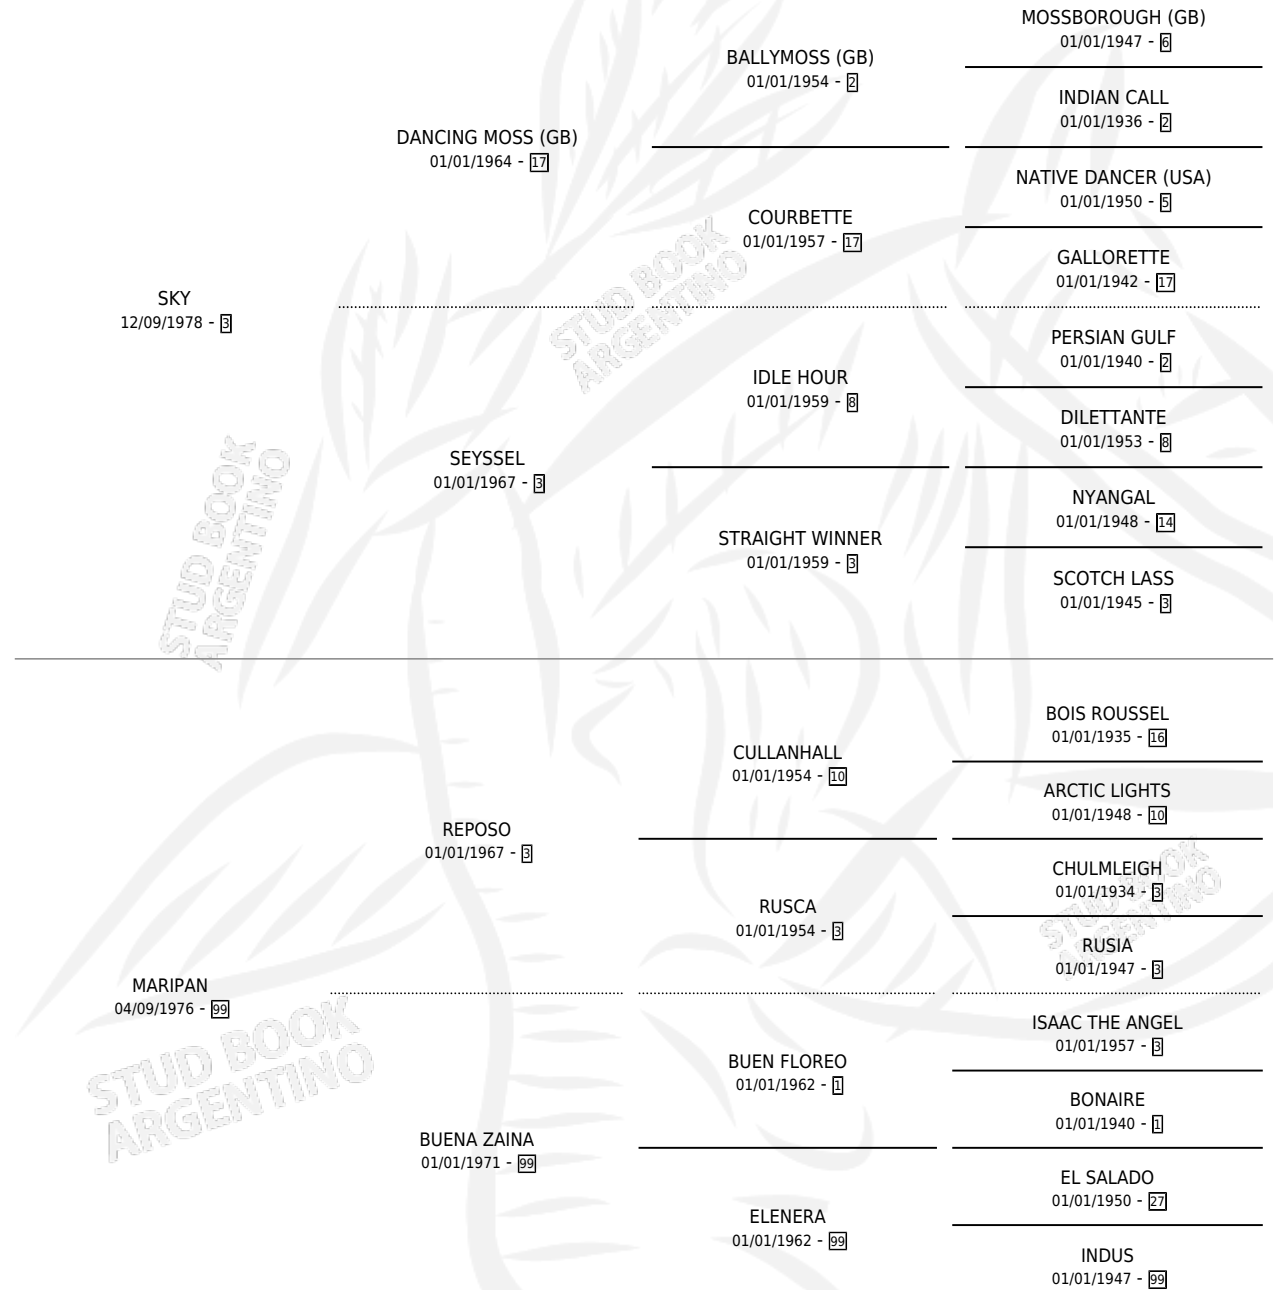 MOSSBOROUGH (GB)
01/01/1947 - 6
BALLYMOSS (GB)
01/01/1954 - 2
INDIAN CALL
01/01/1936 - 2
DANCING MOSS (GB)
01/01/1964 - 17
NATIVE DANCER (USA)
01/01/1950 - 5
COURBETTE
01/01/1957 - 17
GALLORETTE
01/01/1942 - 17
SKY
12/09/1978 - 3
PERSIAN GULF
01/01/1940 - 2
IDLE HOUR
01/01/1959 - 8
DILETTANTE
01/01/1953 - 8
SEYSSEL
01/01/1967 - 3
NYANGAL
01/01/1948 - 14
STRAIGHT WINNER
01/01/1959 - 3
SCOTCH LASS
01/01/1945 - 3
STUD BOOK
ARGENTINO
STUD BOOK
ARGENTINO
BOIS ROUSSEL
01/01/1935 - 16
CULLANHALL
01/01/1954 - 10
ARCTIC LIGHTS
01/01/1948 - 10
REPOSO
01/01/1967 - 3
CHULMLEIGH
01/01/1934 - 3
RUSCA
01/01/1954 - 3
RUSIA
01/01/1947 - 3
MARIPAN
04/09/1976 - 99
ISAAC THE ANGEL
01/01/1957 - 3
BUEN FLOREO
01/01/1962 - 1
BONAIRE
01/01/1940 - 1
BUENA ZAINA
01/01/1971 - 99
EL SALADO
01/01/1950 - 27
ELENERA
01/01/1962 - 99
INDUS
01/01/1947 - 99
STUD BOOK
ARGENTINO
STUD BOOK
ARGENTINO